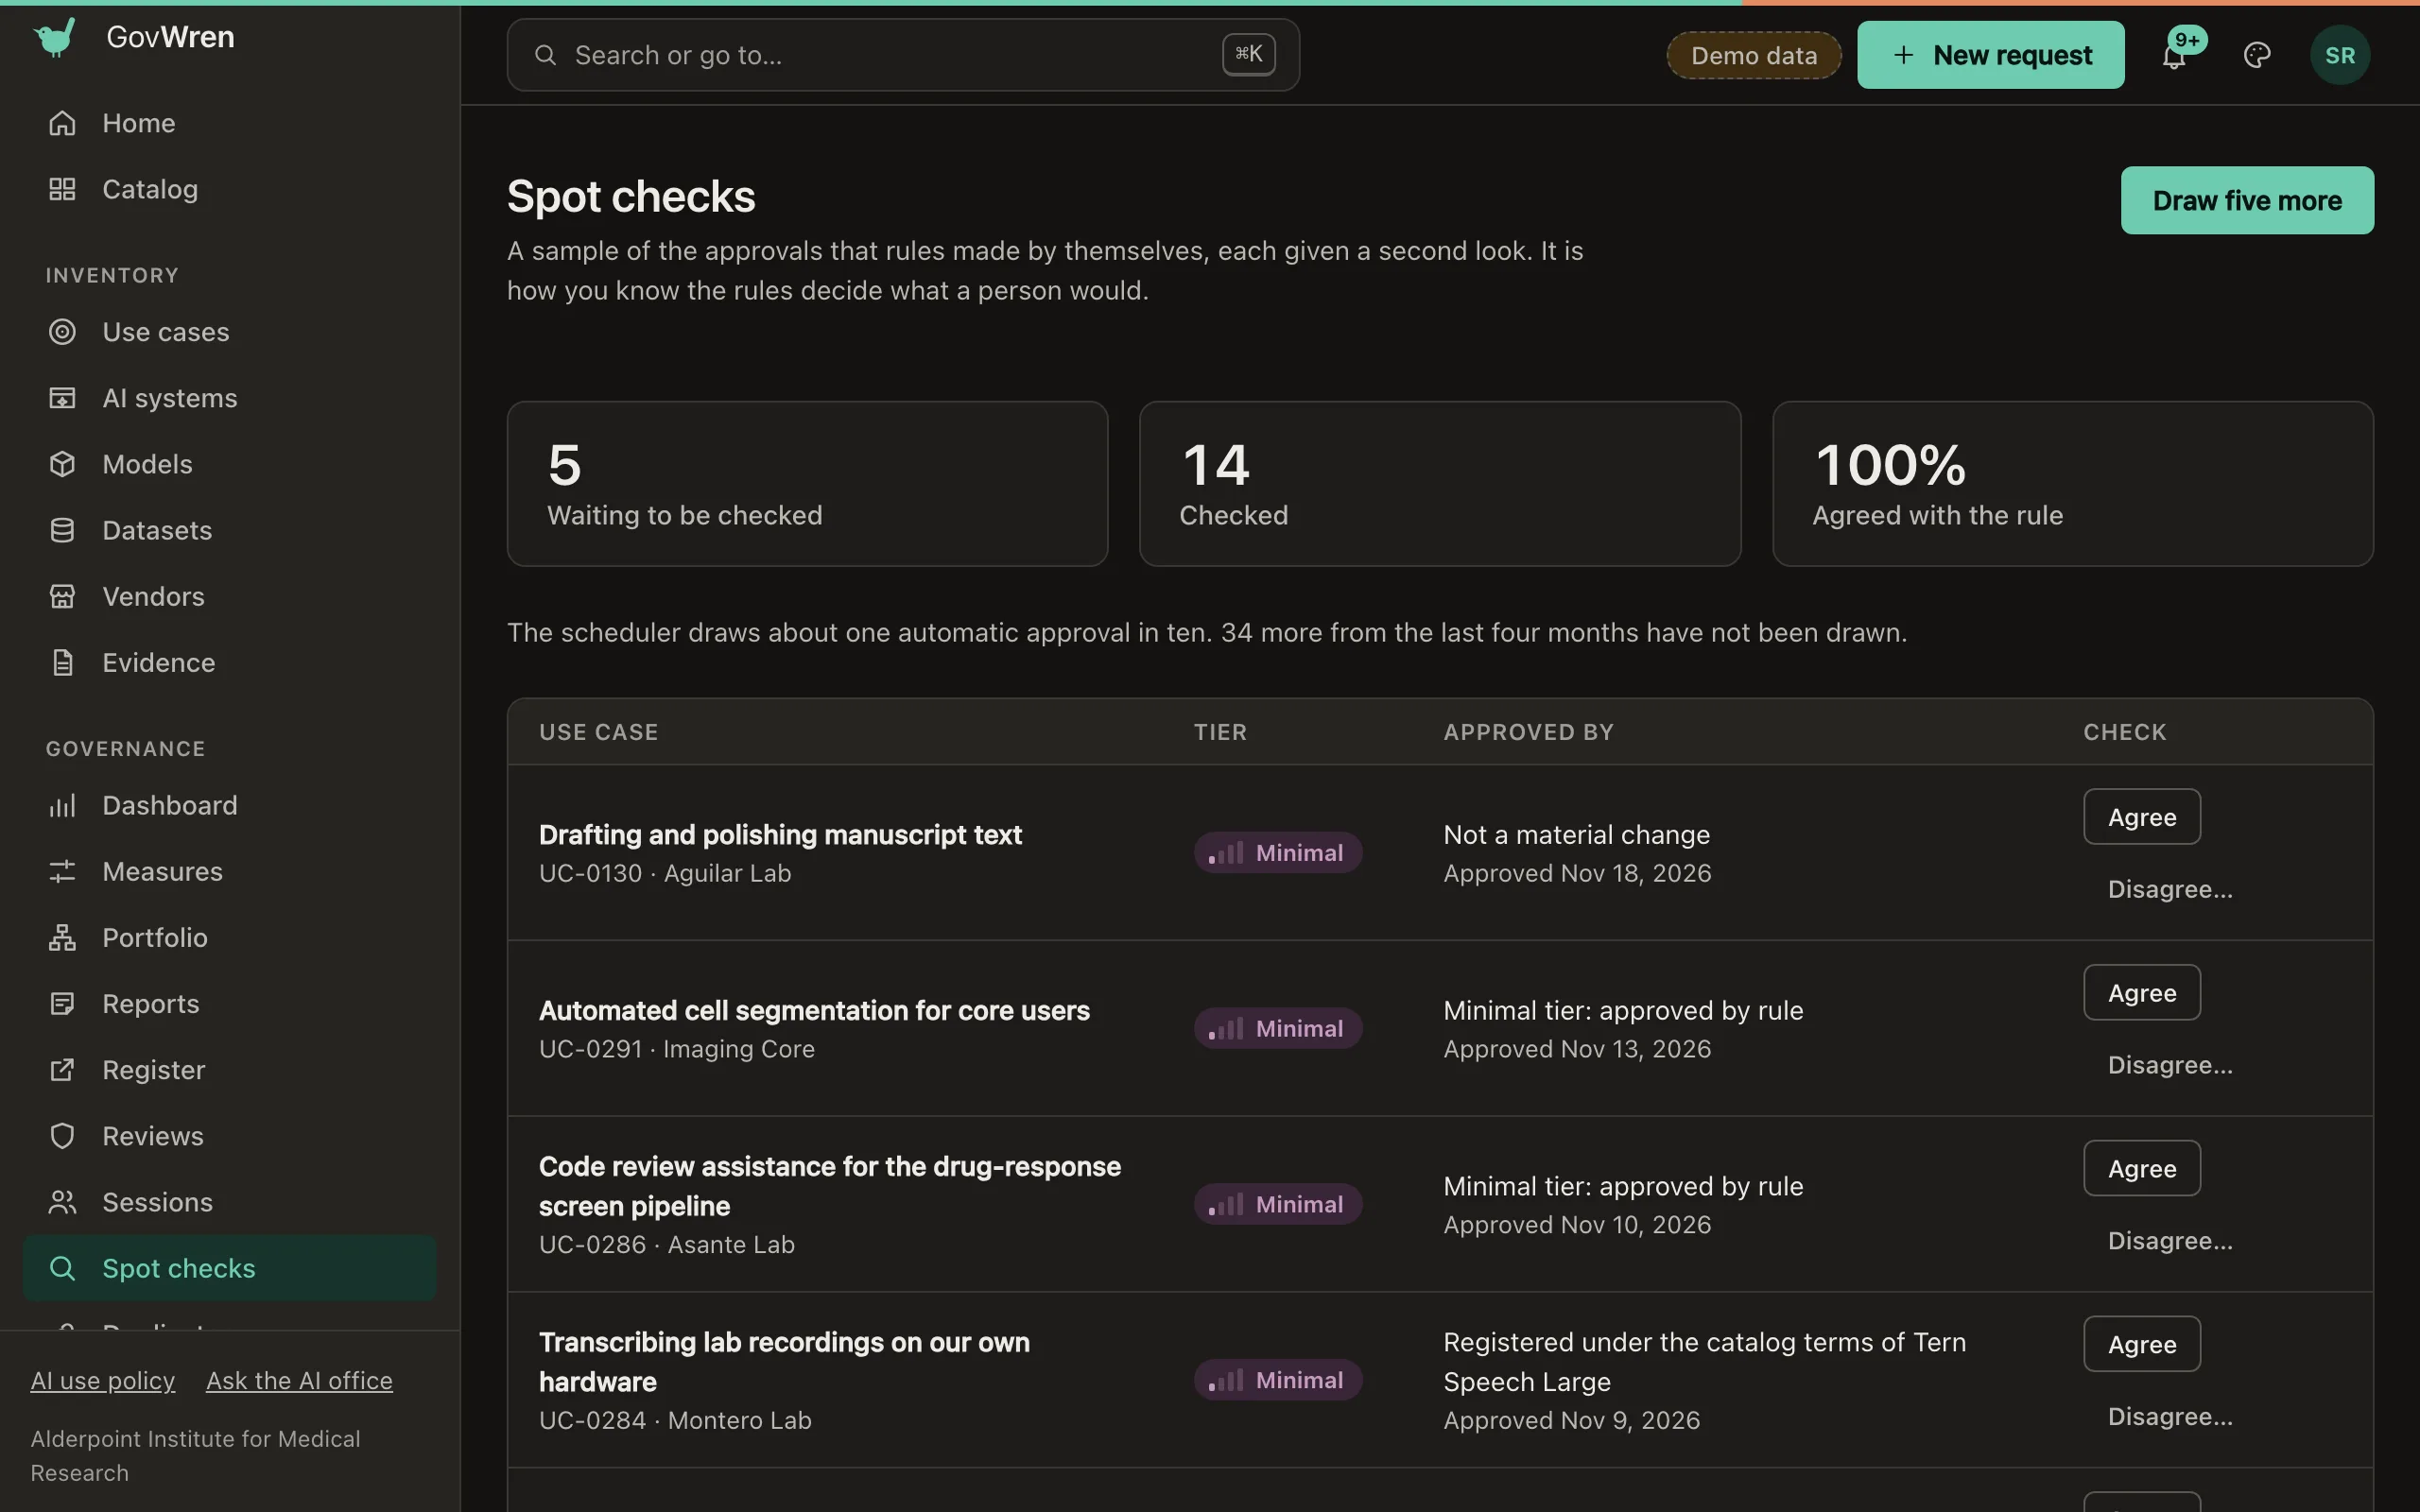 GovWren
Search or go to...
⌘K
Demo data
+ New request
9+
SR
Home
Catalog
INVENTORY
Use cases
AI systems
Models
Datasets
Vendors
Evidence
GOVERNANCE
Dashboard
Measures
Portfolio
Reports
Register
Reviews
Sessions
Spot checks
AI use policy
Ask the AI office
Alderpoint Institute for Medical
Research
Spot checks
Draw five more
A sample of the approvals that rules made by themselves, each given a second look. It is
how you know the rules decide what a person would.
5
Waiting to be checked
14
Checked
100%
Agreed with the rule
The scheduler draws about one automatic approval in ten. 34 more from the last four months have not been drawn.
USE CASE
TIER
APPROVED BY
CHECK
Drafting and polishing manuscript text
UC-0130 · Aguilar Lab
Minimal
Not a material change
Approved Nov 18, 2026
Agree
Disagree...
Automated cell segmentation for core users
UC-0291 · Imaging Core
Minimal
Minimal tier: approved by rule
Approved Nov 13, 2026
Agree
Disagree...
Code review assistance for the drug-response
screen pipeline
UC-0286 · Asante Lab
Minimal
Minimal tier: approved by rule
Approved Nov 10, 2026
Agree
Disagree...
Transcribing lab recordings on our own
hardware
UC-0284 · Montero Lab
Minimal
Registered under the catalog terms of Tern
Speech Large
Approved Nov 9, 2026
Agree
Disagree...